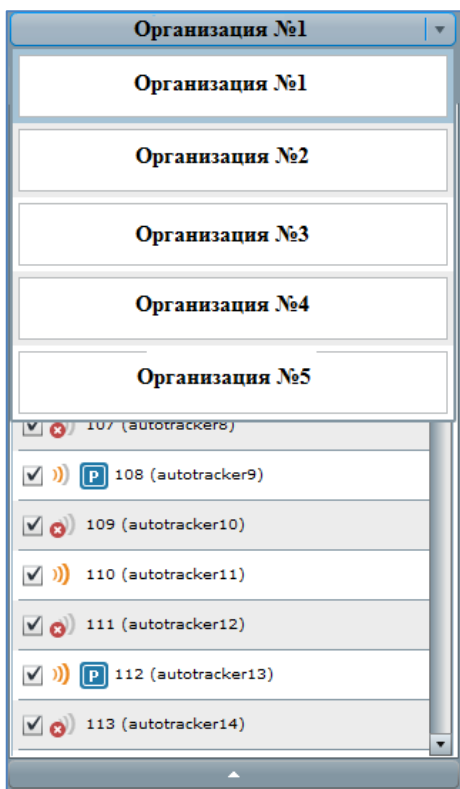 Организация №1
Организация №1
Организация №2
Организация №3
Организация №4
Организация №5
107 (autotracker8)
P 108 (autotracker9)
109 (autotracker10)
110 (autotracker11)
111 (autotracker12)
P 112 (autotracker13)
113 (autotracker14)